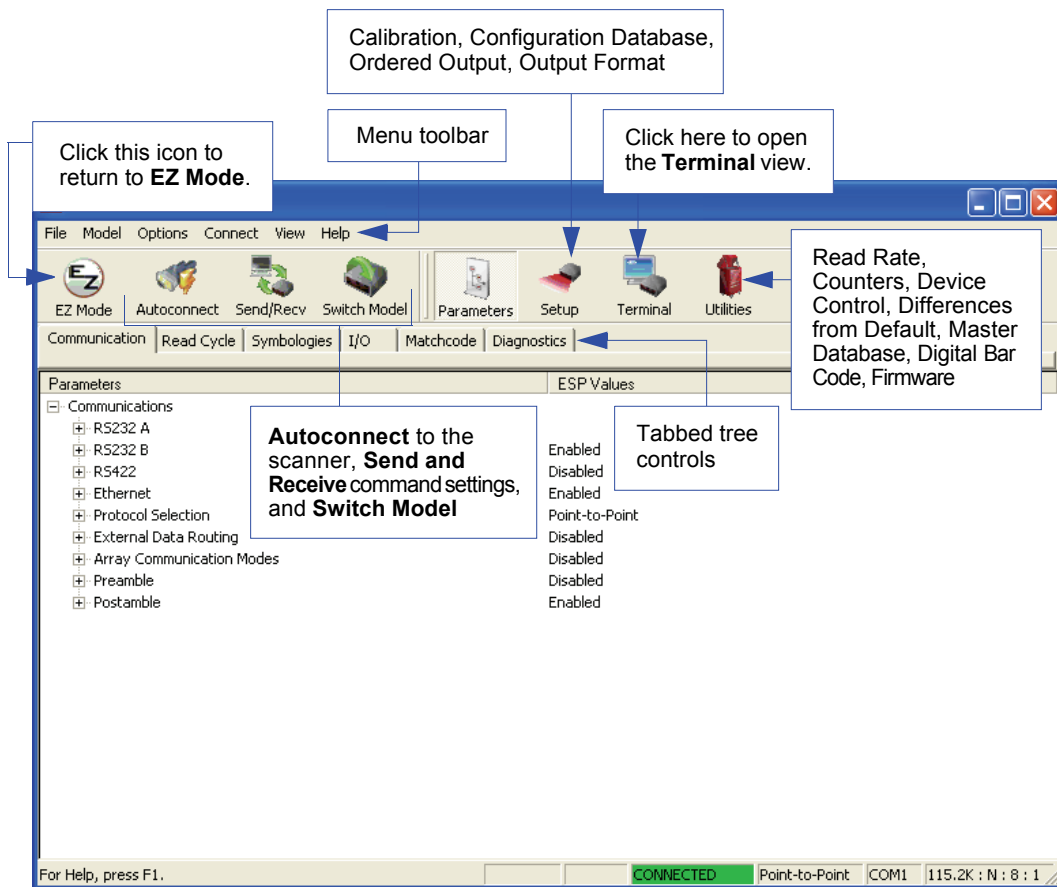 Calibration, Configuration Database,
Ordered Output, Output Format
Click this icon to
return to EZ Mode.
Menu toolbar
Click here to open
the Terminal view.
File Model Options Connect View Help
EZ
EZ Mode Autoconnect Send/Recv Switch Model Parameters Setup Terminal Utilities
Read Rate,
Counters, Device
Control, Differences
from Default, Master
Database, Digital Bar
Code, Firmware
Communication Read Cycle Symbologies I/O Matchcode Diagnostics
Parameters ESP Values
Communications
RS232 A
RS232 B Enabled
RS422 Disabled
Ethernet Enabled
Protocol Selection Point-to-Point
External Data Routing Disabled
Array Communication Modes Disabled
Preamble Disabled
Postamble Enabled
Autoconnect to the
scanner, Send and
Receive command settings,
and Switch Model
Tabbed tree
controls
For Help, press F1. CONNECTED Point-to-Point COM1 115.2K : N : 8 : 1